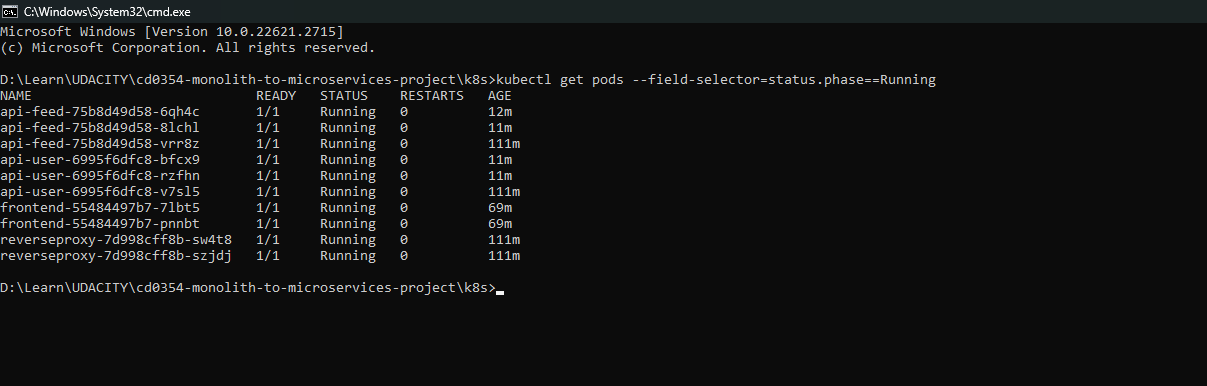 C:\Windows\System32\cmd.exe
Microsoft Windows [Version 10.0.22621.2715]
(c) Microsoft Corporation. All rights reserved.
D:\Learn\UDACITY\cd0354-monolith-to-microservices-project\k8s>kubectl get pods --field-selector=status.phase==Running
NAME READY STATUS RESTARTS AGE
api-feed-75b8d49d58-6qh4c 1/1 Running 0 12m
api-feed-75b8d49d58-8lchl 1/1 Running 0 11m
api-feed-75b8d49d58-vrr8z 1/1 Running 0 111m
api-user-6995f6dfc8-bfcx9 1/1 Running 0 11m
api-user-6995f6dfc8-rzfhn 1/1 Running 0 11m
api-user-6995f6dfc8-v7sl5 1/1 Running 0 111m
frontend-55484497b7-7lbt5 1/1 Running 0 69m
frontend-55484497b7-pnnbt 1/1 Running 0 69m
reverseproxy-7d998cff8b-sw4t8 1/1 Running 0 111m
reverseproxy-7d998cff8b-szjdj 1/1 Running 0 111m
D:\Learn\UDACITY\cd0354-monolith-to-microservices-project\k8s>